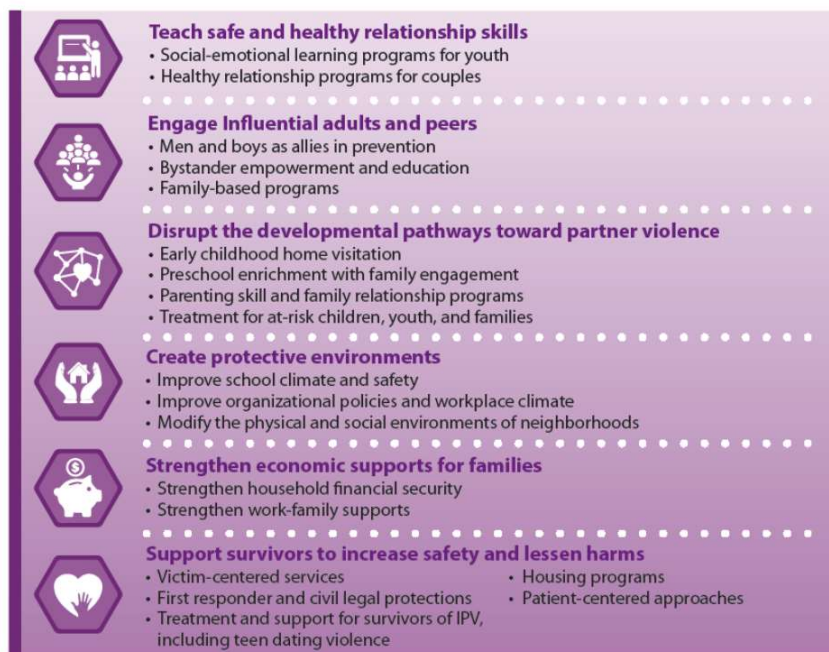 Teach safe and healthy relationship skills
• Social-emotional learning programs for youth
• Healthy relationship programs for couples
Engage Influential adults and peers
• Men and boys as allies in prevention
• Bystander empowerment and education
• Family-based programs
Disrupt the developmental pathways toward partner violence
• Early childhood home visitation
• Preschool enrichment with family engagement
• Parenting skill and family relationship programs
• Treatment for at-risk children, youth, and families
Create protective environments
• Improve school climate and safety
• Improve organizational policies and workplace climate
• Modify the physical and social environments of neighborhoods
$
Strengthen economic supports for families
• Strengthen household financial security
• Strengthen work-family supports
Support survivors to increase safety and lessen harms
• Victim-centered services
• First responder and civil legal protections
• Treatment and support for survivors of IPV,
including teen dating violence
• Housing programs
• Patient-centered approaches